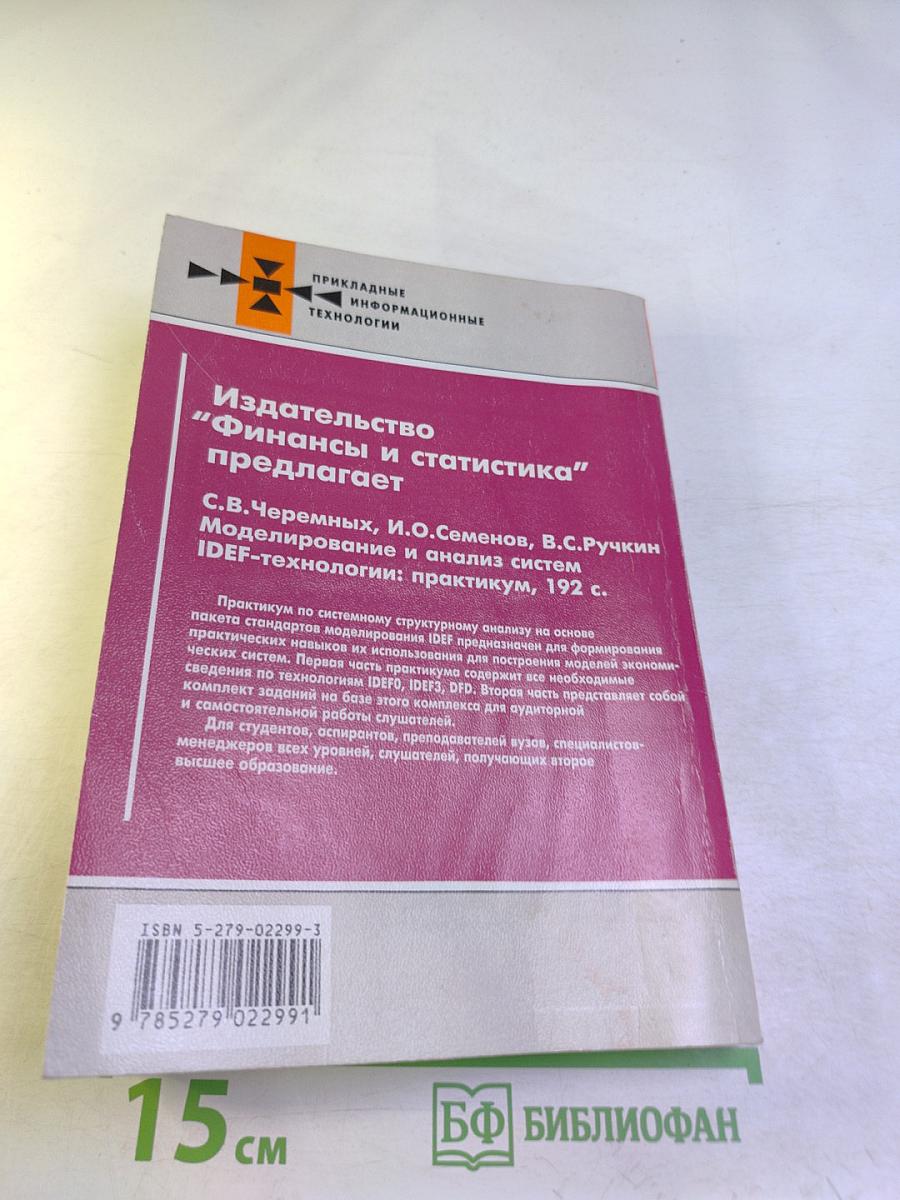 ПРИКЛАДНЫЕ
ИНФОРМАЦИОННЫЕ
ТЕХНОЛОГИИ
Издательство
"Финансы и статистика"
предлагает
С.В.Черемных, И.О.Семенов, В.С.Ручкин
Моделирование и анализ систем
IDEF-технологии: практикум, 192 с.
Практикум по системному структурному анализу на основе
пакета стандартов моделирования IDEF предназначен для формирования
практических навыков их использования для построения моделей экономи-
ческих систем. Первая часть практикума содержит все необходимые
сведения по технологиям IDEF0, IDEF3, DFD. Вторая часть представляет собой
комплект заданий на базе этого комплекса для аудиторной
и самостоятельной работы слушателей.
Для студентов, аспирантов, преподавателей вузов, специалистов-
менеджеров всех уровней, слушателей, получающих второе
высшее образование.
ISBN 5-279-02299-3
9 785279 022991
15 см
БФ БИБЛИОФАН